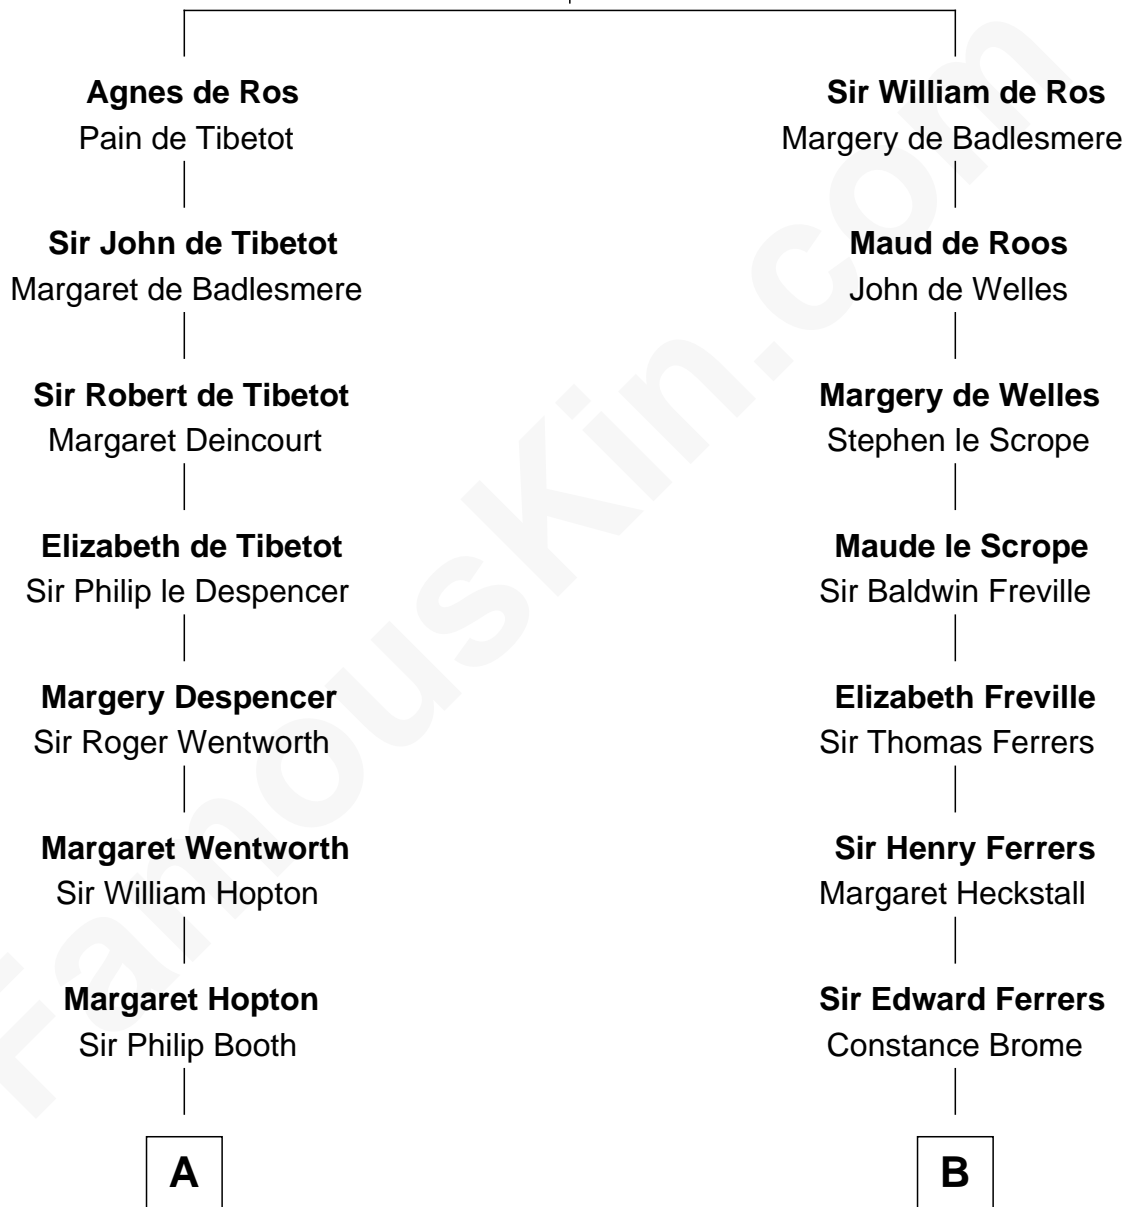 Agnes de Ros
Pain de Tibetot
Sir William de Ros
Margery de Badlesmere
Sir John de Tibetot
Margaret de Badlesmere
Maud de Roos
John de Welles
Sir Robert de Tibetot
Margaret Deincourt
Margery de Welles
Stephen le Scrope
Elizabeth de Tibetot
Sir Philip le Despencer
Maude le Scrope
Sir Baldwin Freville
Margery Despencer
Sir Roger Wentworth
Elizabeth Freville
Sir Thomas Ferrers
Margaret Wentworth
Sir William Hopton
Sir Henry Ferrers
Margaret Heckstall
Margaret Hopton
Sir Philip Booth
Sir Edward Ferrers
Constance Brome
A
B
FamousKin.com